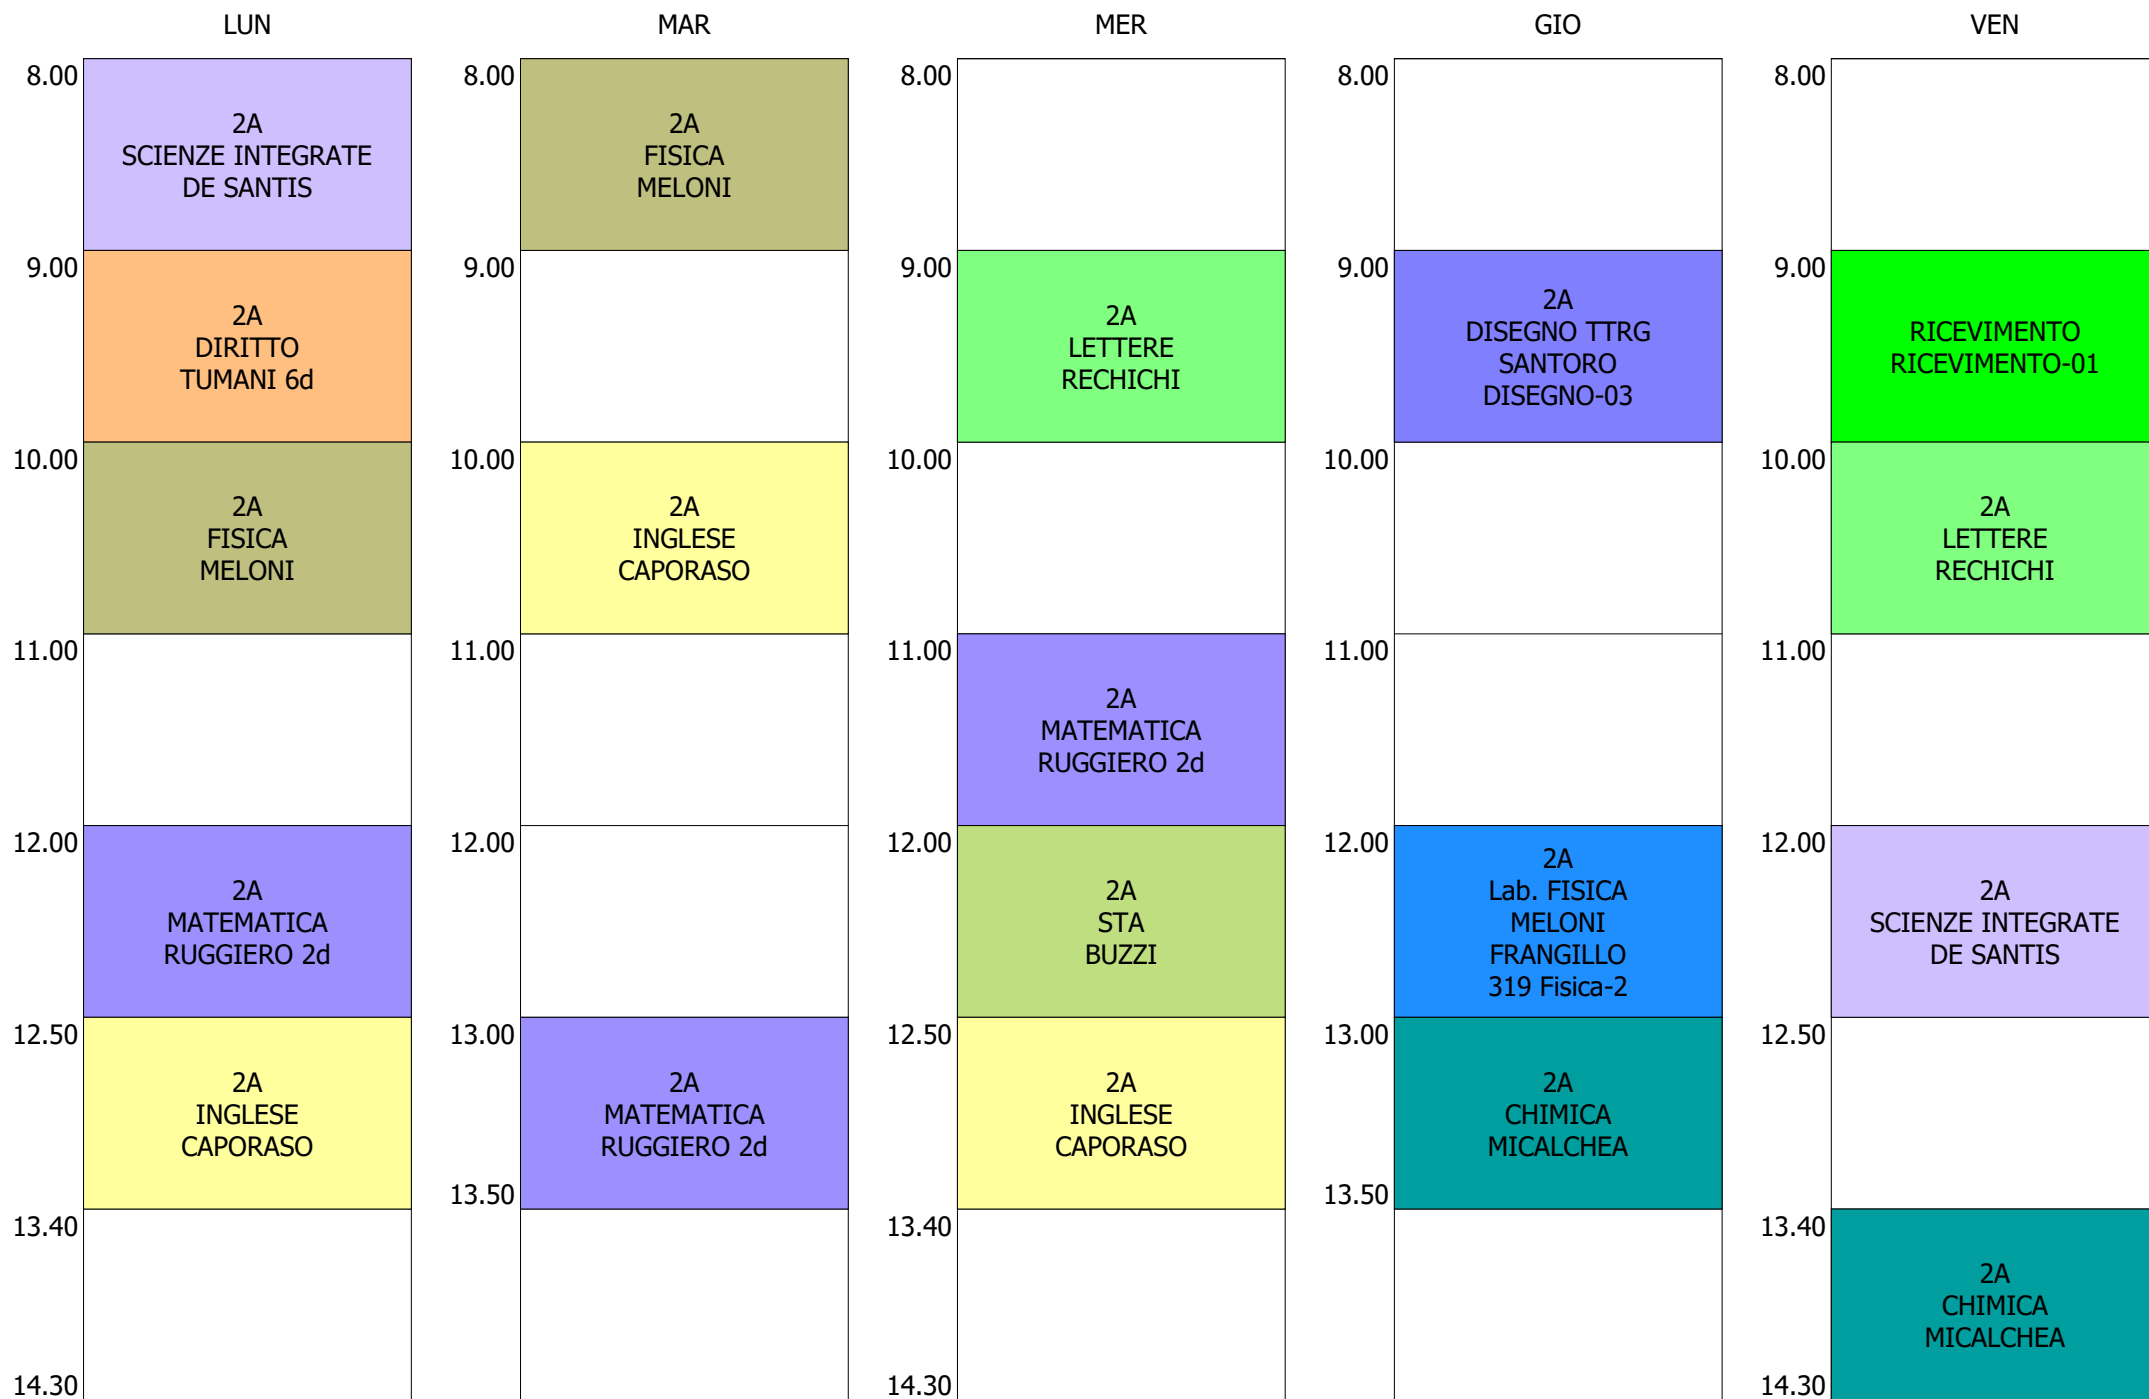 LUN
MAR
MER
GIO
VEN
8.00
2A
SCIENZE INTEGRATE
DE SANTIS
9.00
2A
DIRITTO
TUMANI 6d
10.00
2A
FISICA
MELONI
11.00
12.00
2A
MATEMATICA
RUGGIERO 2d
12.50
2A
INGLESE
CAPORASO
13.40
14.30
8.00
2A
FISICA
MELONI
9.00
10.00
2A
INGLESE
CAPORASO
11.00
12.00
13.00
2A
MATEMATICA
RUGGIERO 2d
13.50
8.00
9.00
2A
LETTERE
RECHICHI
10.00
11.00
2A
MATEMATICA
RUGGIERO 2d
12.00
2A
STA
BUZZI
12.50
2A
INGLESE
CAPORASO
13.40
14.30
8.00
9.00
2A
DISEGNO TTRG
SANTORO
DISEGNO-03
10.00
11.00
12.00
2A
Lab. FISICA
MELONI
FRANGILLO
319 Fisica-2
13.00
2A
CHIMICA
MICALCHEA
13.50
8.00
9.00
RICEVIMENTO
RICEVIMENTO-01
10.00
2A
LETTERE
RECHICHI
11.00
12.00
2A
SCIENZE INTEGRATE
DE SANTIS
12.50
13.40
2A
CHIMICA
MICALCHEA
14.30